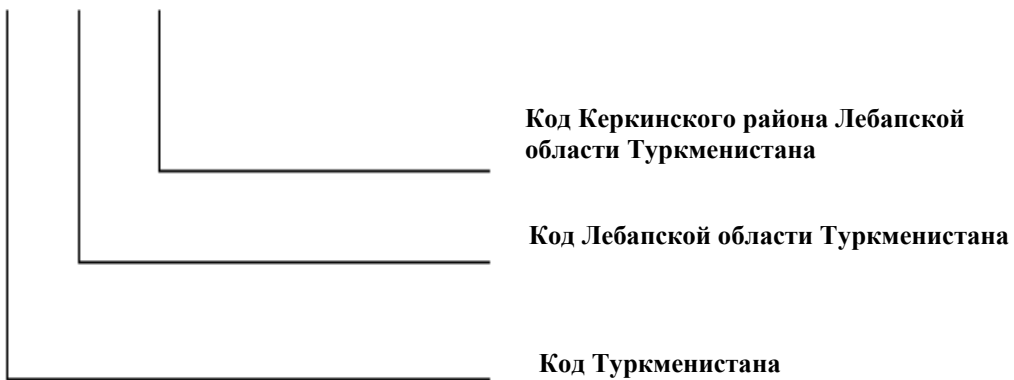 Код Керкинского района Лебапской
области Туркменистана
Код Лебапской области Туркменистана
Код Туркменистана